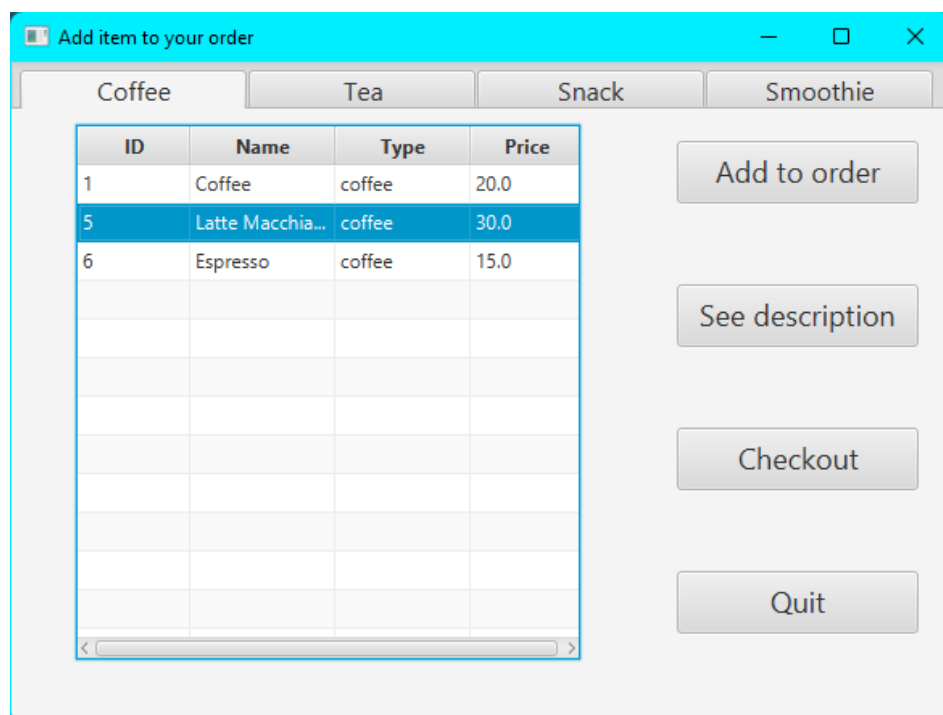 Add item to your order
Coffee Tea Snack Smoothie
ID Name Type Price
1 Coffee coffee 20.0
5 Latte Macchia... coffee 30.0
6 Espresso coffee 15.0
Add to order
See description
Checkout
Quit